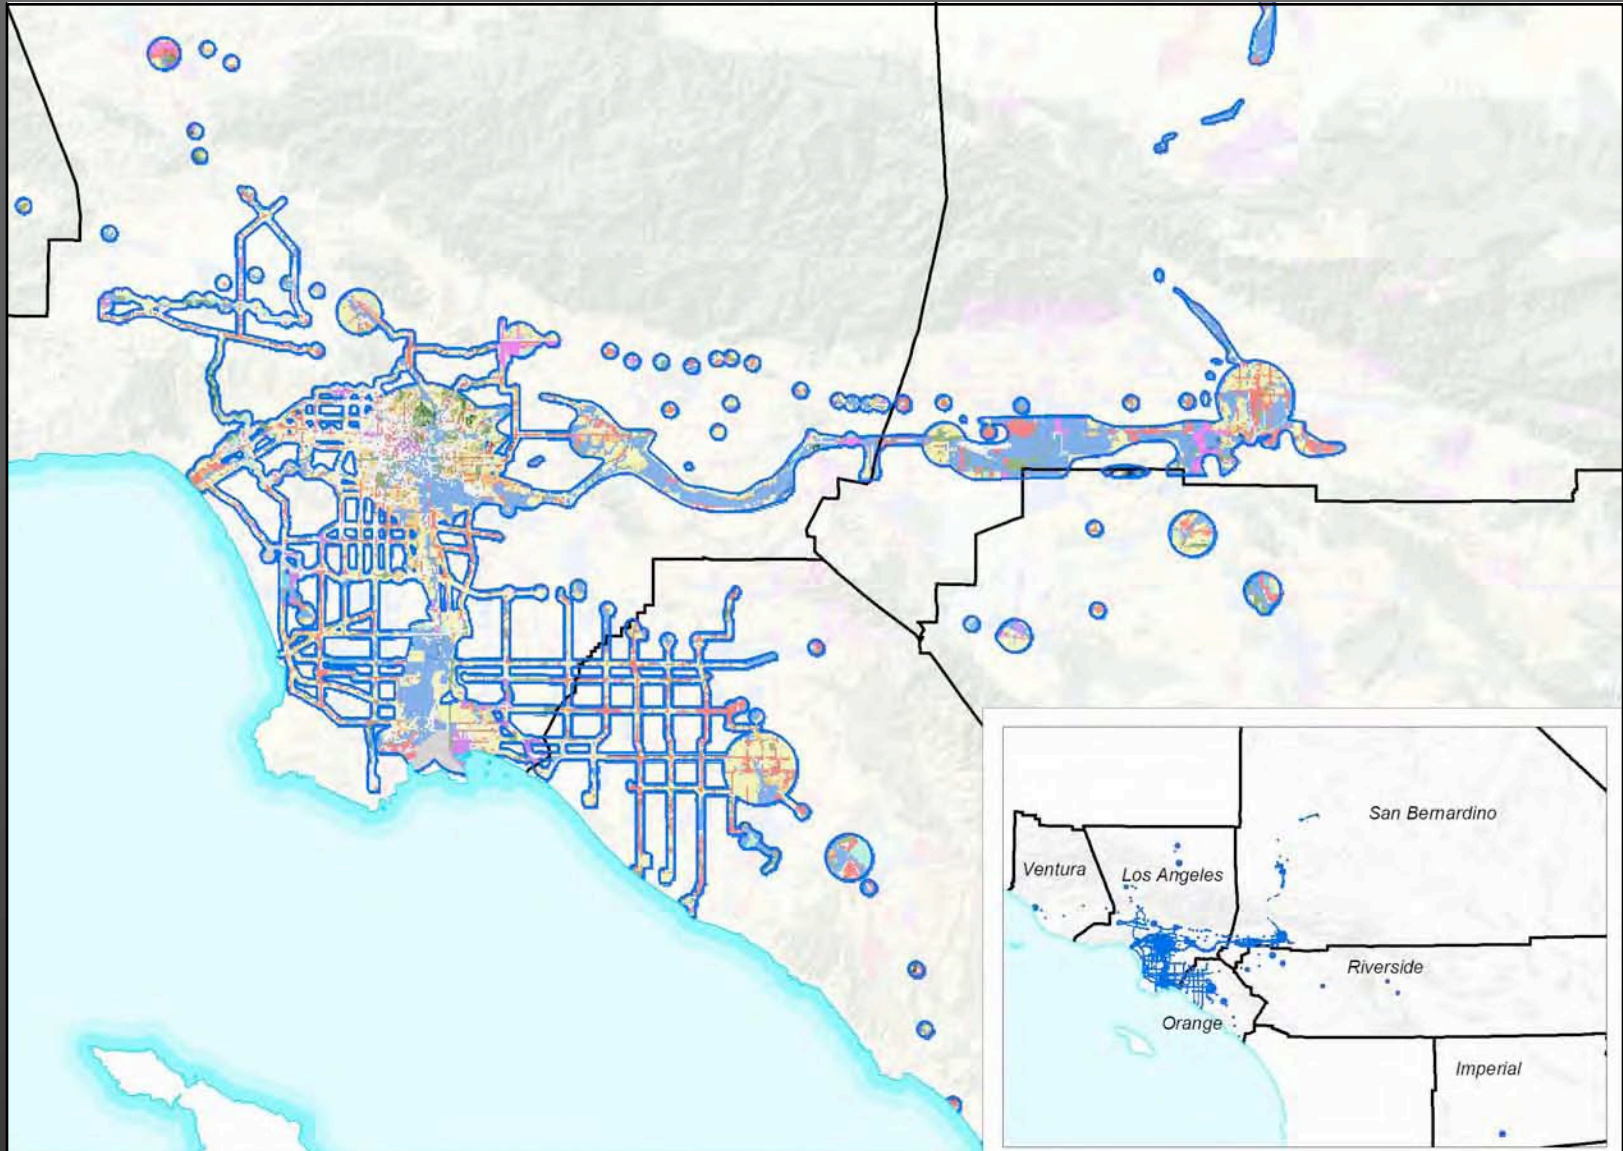 San Bernardino
Ventura
Los Angeles
Riverside
Orange
Imperial